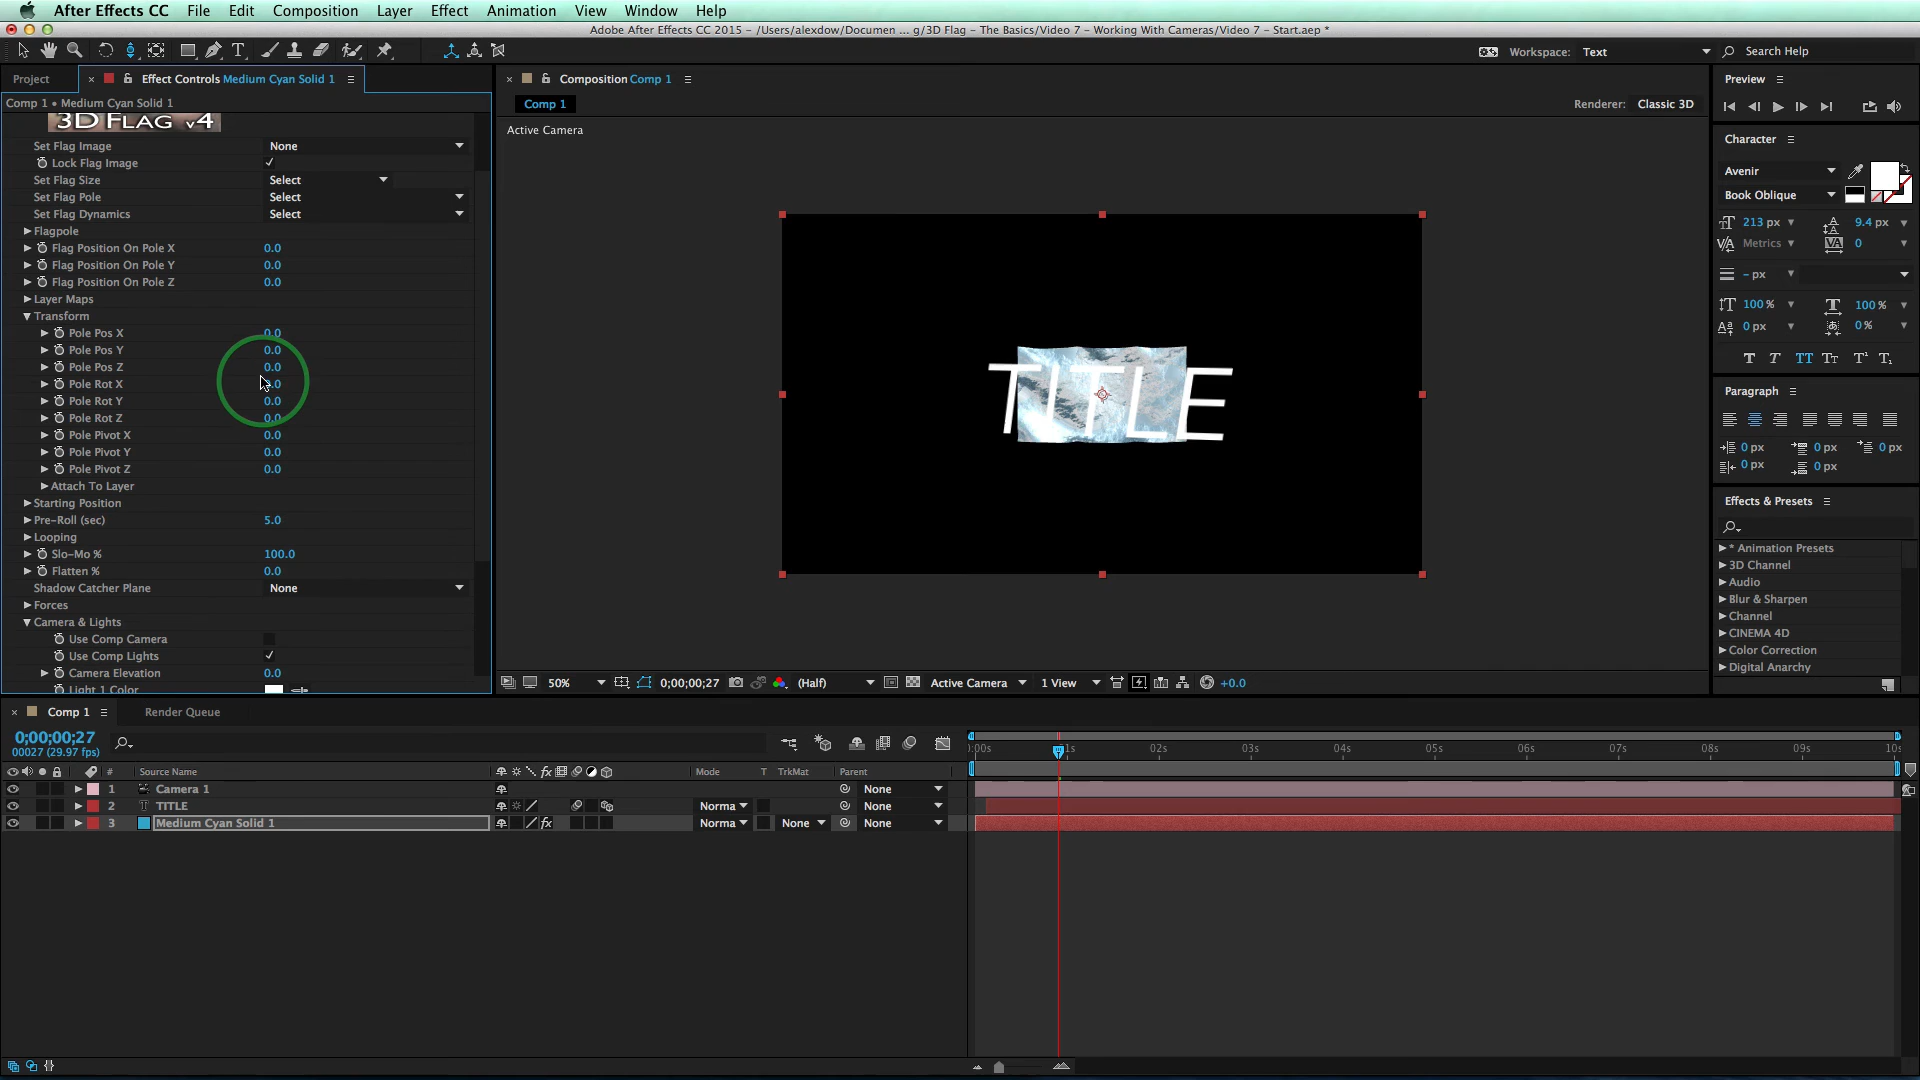 After Effects CC File Edit Composition Layer Effect Animation View Window Help
Adobe After Effects CC 2015 - /Users/alexdow/Documen ... g/3D Flag - The Basics/Video 7 - Working With Cameras/Video 7 - Start.aep *
Workspace: Text Search Help
Project Effect Controls Medium Cyan Solid 1
Comp 1 • Medium Cyan Solid 1
3D FLAG v4
Set Flag Image None
Lock Flag Image
Set Flag Size Select
Set Flag Pole Select
Set Flag Dynamics Select
Flagpole
Flag Position On Pole X 0.0
Flag Position On Pole Y 0.0
Flag Position On Pole Z 0.0
Layer Maps
Transform
Pole Pos X 0.0
Pole Pos Y 0.0
Pole Pos Z 0.0
Pole Rot X 0.0
Pole Rot Y 0.0
Pole Rot Z 0.0
Pole Pivot X 0.0
Pole Pivot Y 0.0
Pole Pivot Z 0.0
Attach To Layer
Starting Position
Pre-Roll (sec) 5.0
Looping
Slo-Mo % 100.0
Flatten % 0.0
Shadow Catcher Plane None
Forces
Camera & Lights
Use Comp Camera
Use Comp Lights
Camera Elevation 0.0
Light 1 Color
Composition Comp 1
Comp 1 Renderer: Classic 3D
Active Camera
TITLE
50% 0;00;00;27 (Half) Active Camera 1 View +0.0
Preview
Character
Avenir
Book Oblique
213 px 9.4 px
Metrics 0
- px
100 % 100 %
0 px 0 %
T T TT Tt T¹ T₁
Paragraph
0 px 0 px 0 px
0 px 0 px
Effects & Presets
* Animation Presets
3D Channel
Audio
Blur & Sharpen
Channel
CINEMA 4D
Color Correction
Digital Anarchy
Comp 1 Render Queue
0;00;00;27
00027 (29.97 fps)
:00s 1s 02s 03s 04s 05s 06s 07s 08s 09s 10s
# Source Name Mode T TrkMat Parent
1 Camera 1 None
2 TITLE Norma None
3 Medium Cyan Solid 1 Norma None None